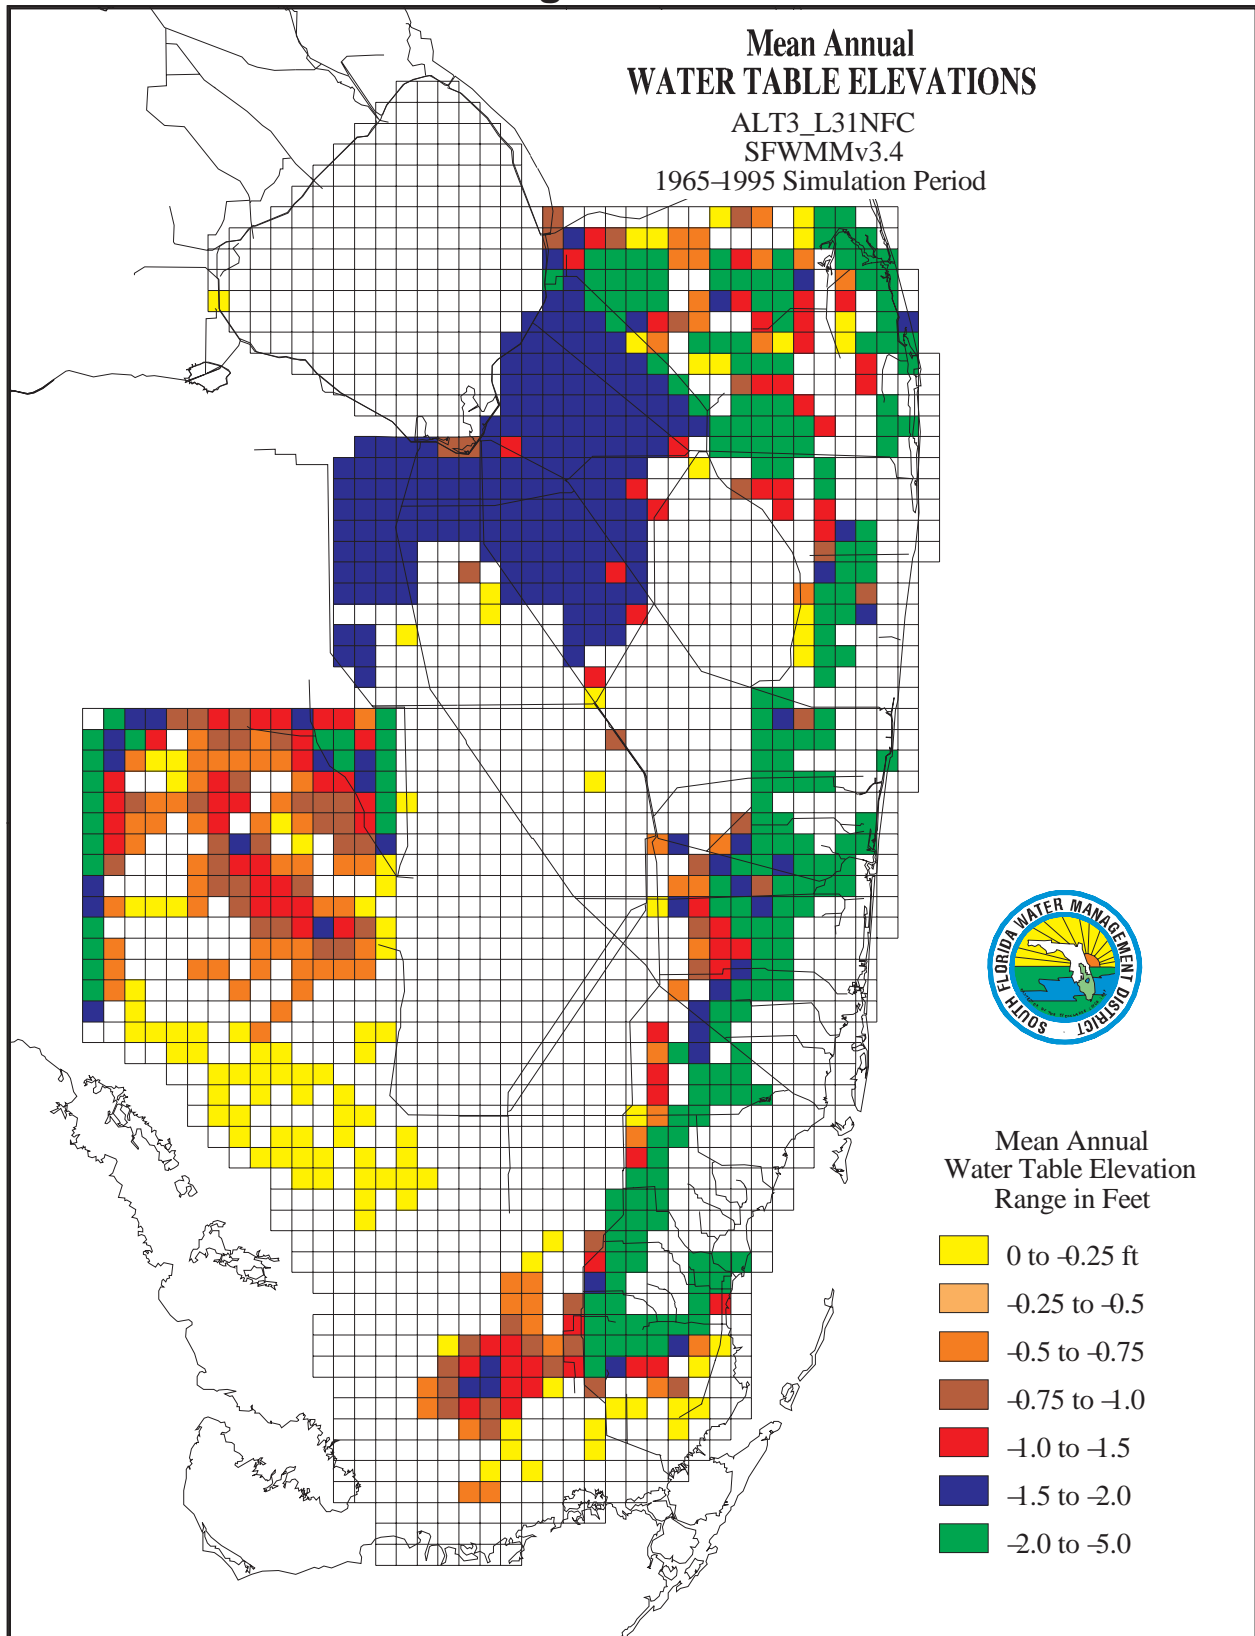 Mean Annual
WATER TABLE ELEVATIONS
ALT3_L31NFC
SFWMMv3.4
1965–1995 Simulation Period
SOUTH FLORIDA WATER MANAGEMENT DISTRICT
Mean Annual
Water Table Elevation
Range in Feet
0 to –0.25 ft
–0.25 to –0.5
–0.5 to –0.75
–0.75 to –1.0
–1.0 to –1.5
–1.5 to –2.0
–2.0 to –5.0